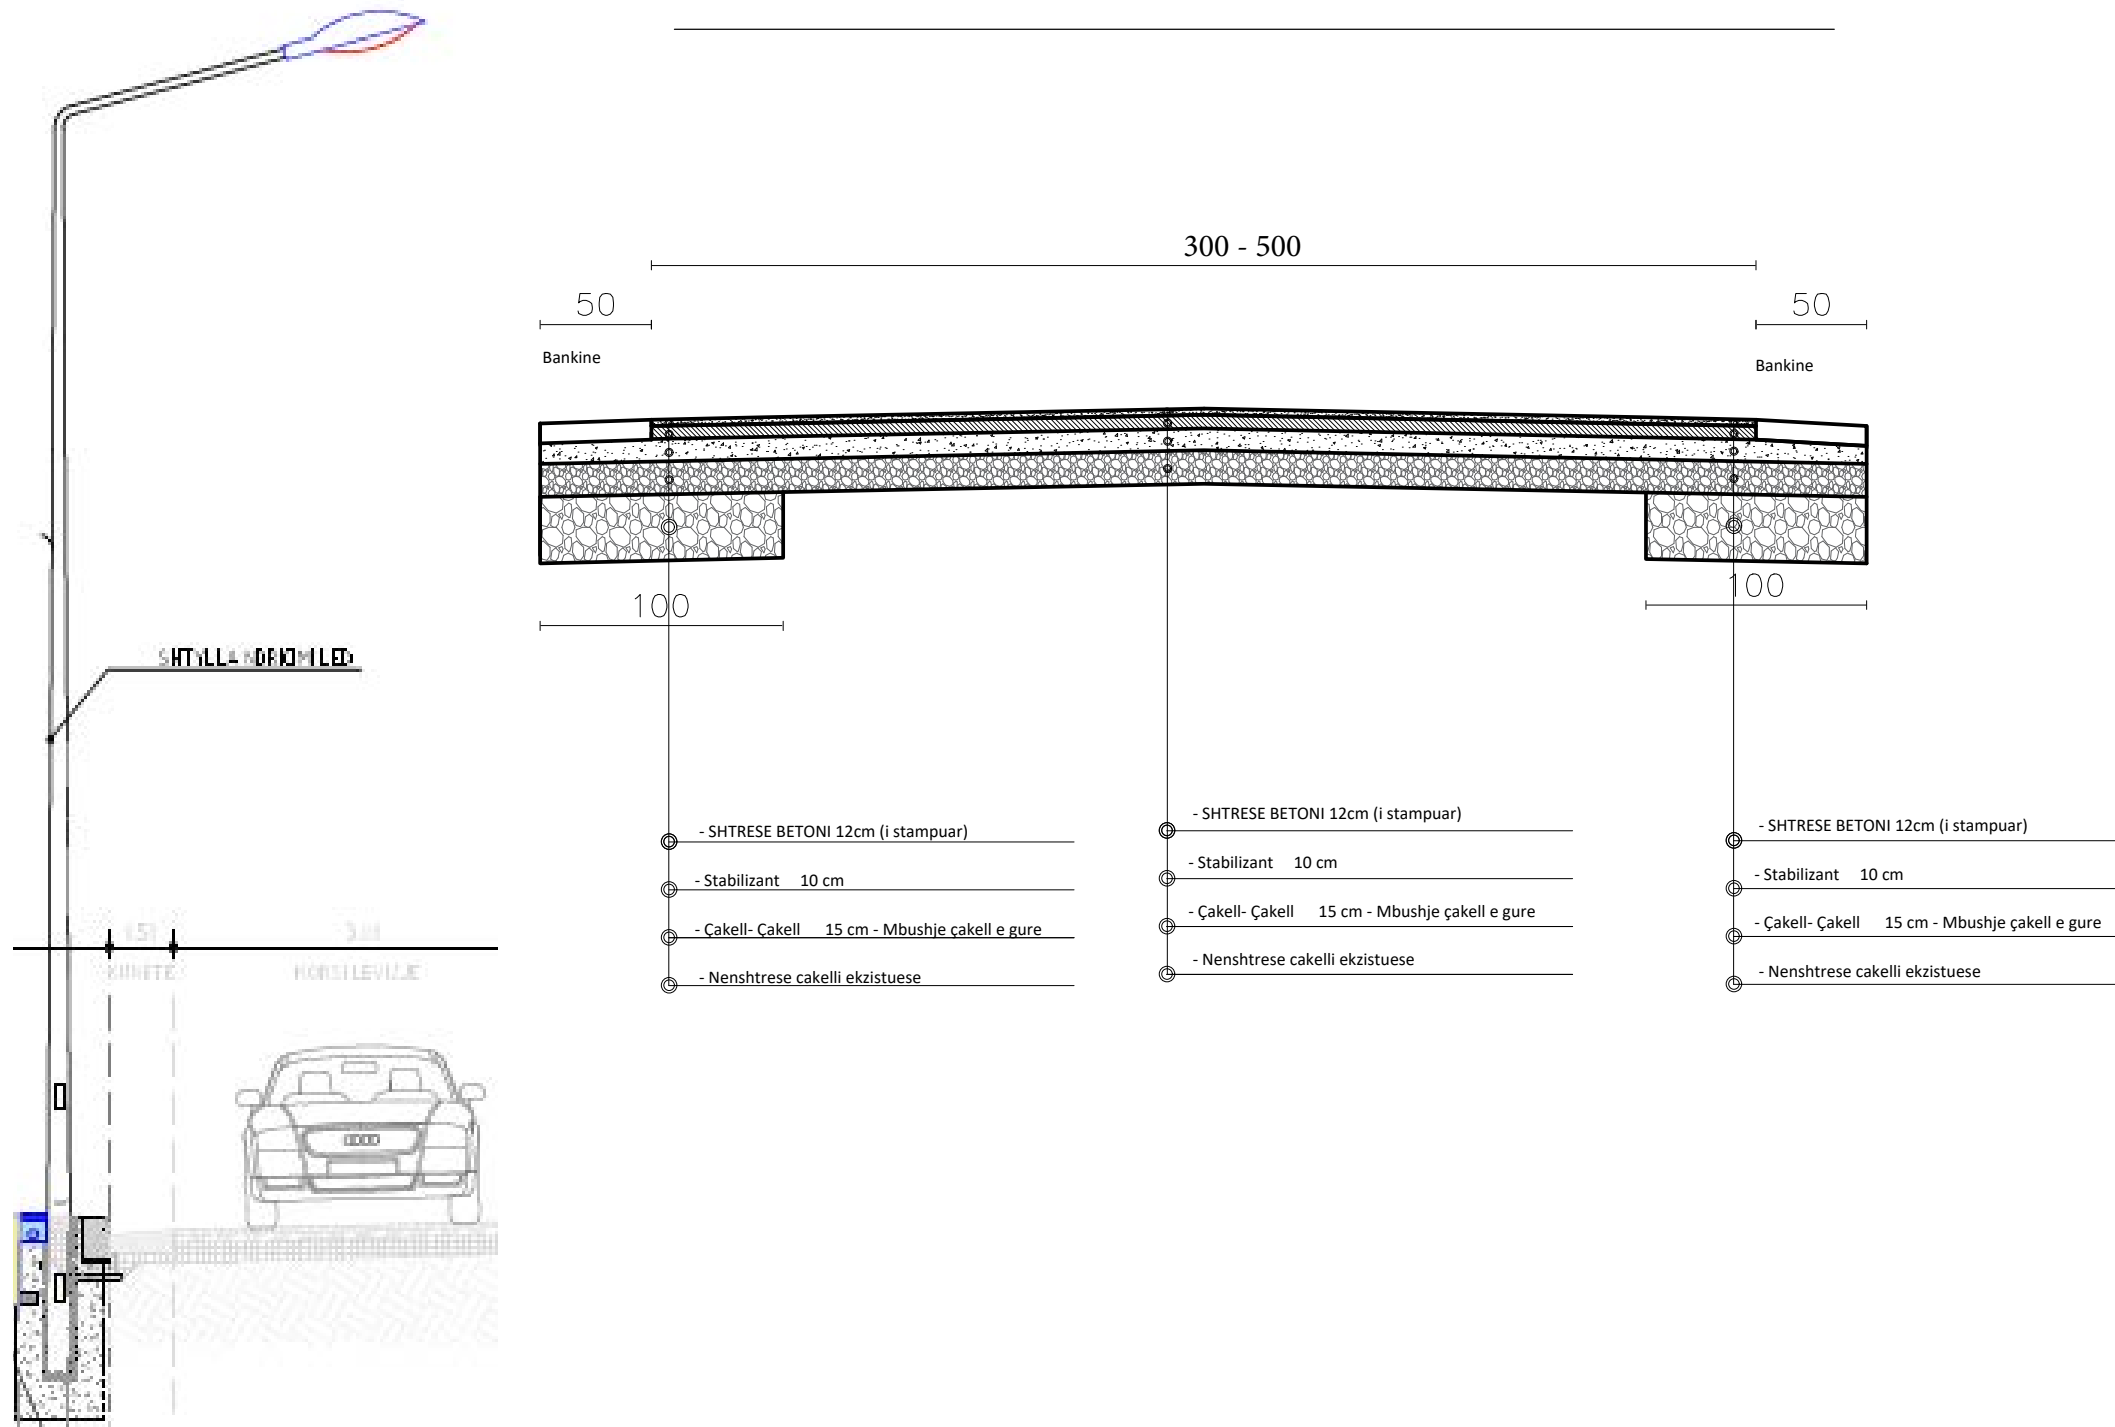 300 - 500
50
50
Bankine
Bankine
100
100
- SHTRESE BETONI 12cm (i stampuar)
- Stabilizant 10 cm
- Çakell- Çakell 15 cm - Mbushje çakell e gure
- Nenshtrese cakelli ekzistuese
- SHTRESE BETONI 12cm (i stampuar)
- Stabilizant 10 cm
- Çakell- Çakell 15 cm - Mbushje çakell e gure
- Nenshtrese cakelli ekzistuese
- SHTRESE BETONI 12cm (i stampuar)
- Stabilizant 10 cm
- Çakell- Çakell 15 cm - Mbushje çakell e gure
- Nenshtrese cakelli ekzistuese
SHTYLLA NDRICIMI LED